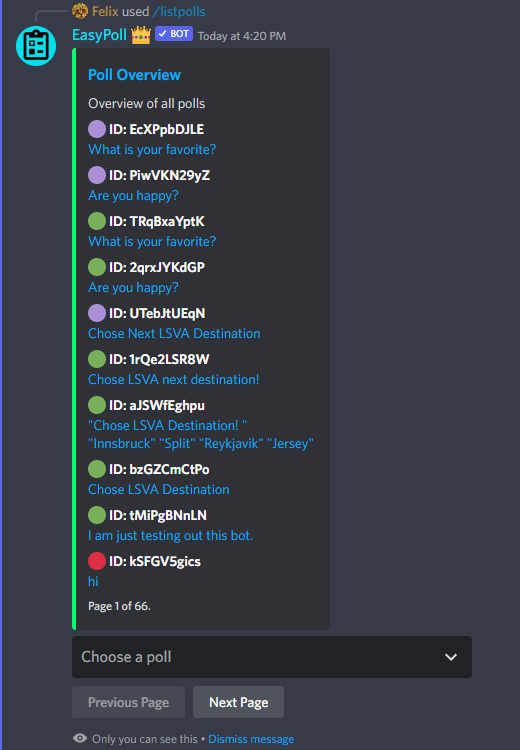 Felix used /listpolls
EasyPoll BOT Today at 4:20 PM
Poll Overview
Overview of all polls
ID: EcXPpbDJLE
What is your favorite?
ID: PiwVKN29yZ
Are you happy?
ID: TRqBxaYptK
What is your favorite?
ID: 2qrxJYKdGP
Are you happy?
ID: UTebJtUEqN
Chose Next LSVA Destination
ID: 1rQe2LSR8W
Chose LSVA next destination!
ID: aJSWfEghpu
"Chose LSVA Destination! "
"Innsbruck" "Split" "Reykjavik" "Jersey"
ID: bzGZCmCtPo
Chose LSVA Destination
ID: tMiPgBNnLN
I am just testing out this bot.
ID: kSFGV5gics
hi
Page 1 of 66.
Choose a poll
Previous Page Next Page
Only you can see this • Dismiss message